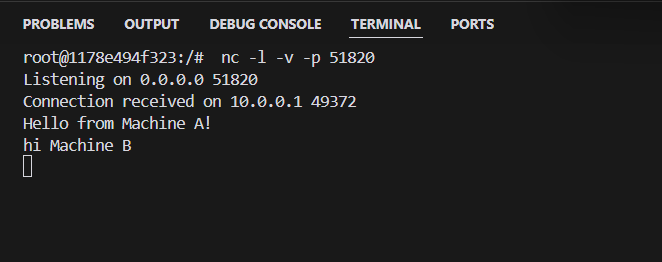 PROBLEMS OUTPUT DEBUG CONSOLE TERMINAL PORTS
root@1178e494f323:/#  nc -l -v -p 51820
Listening on 0.0.0.0 51820
Connection received on 10.0.0.1 49372
Hello from Machine A!
hi Machine B